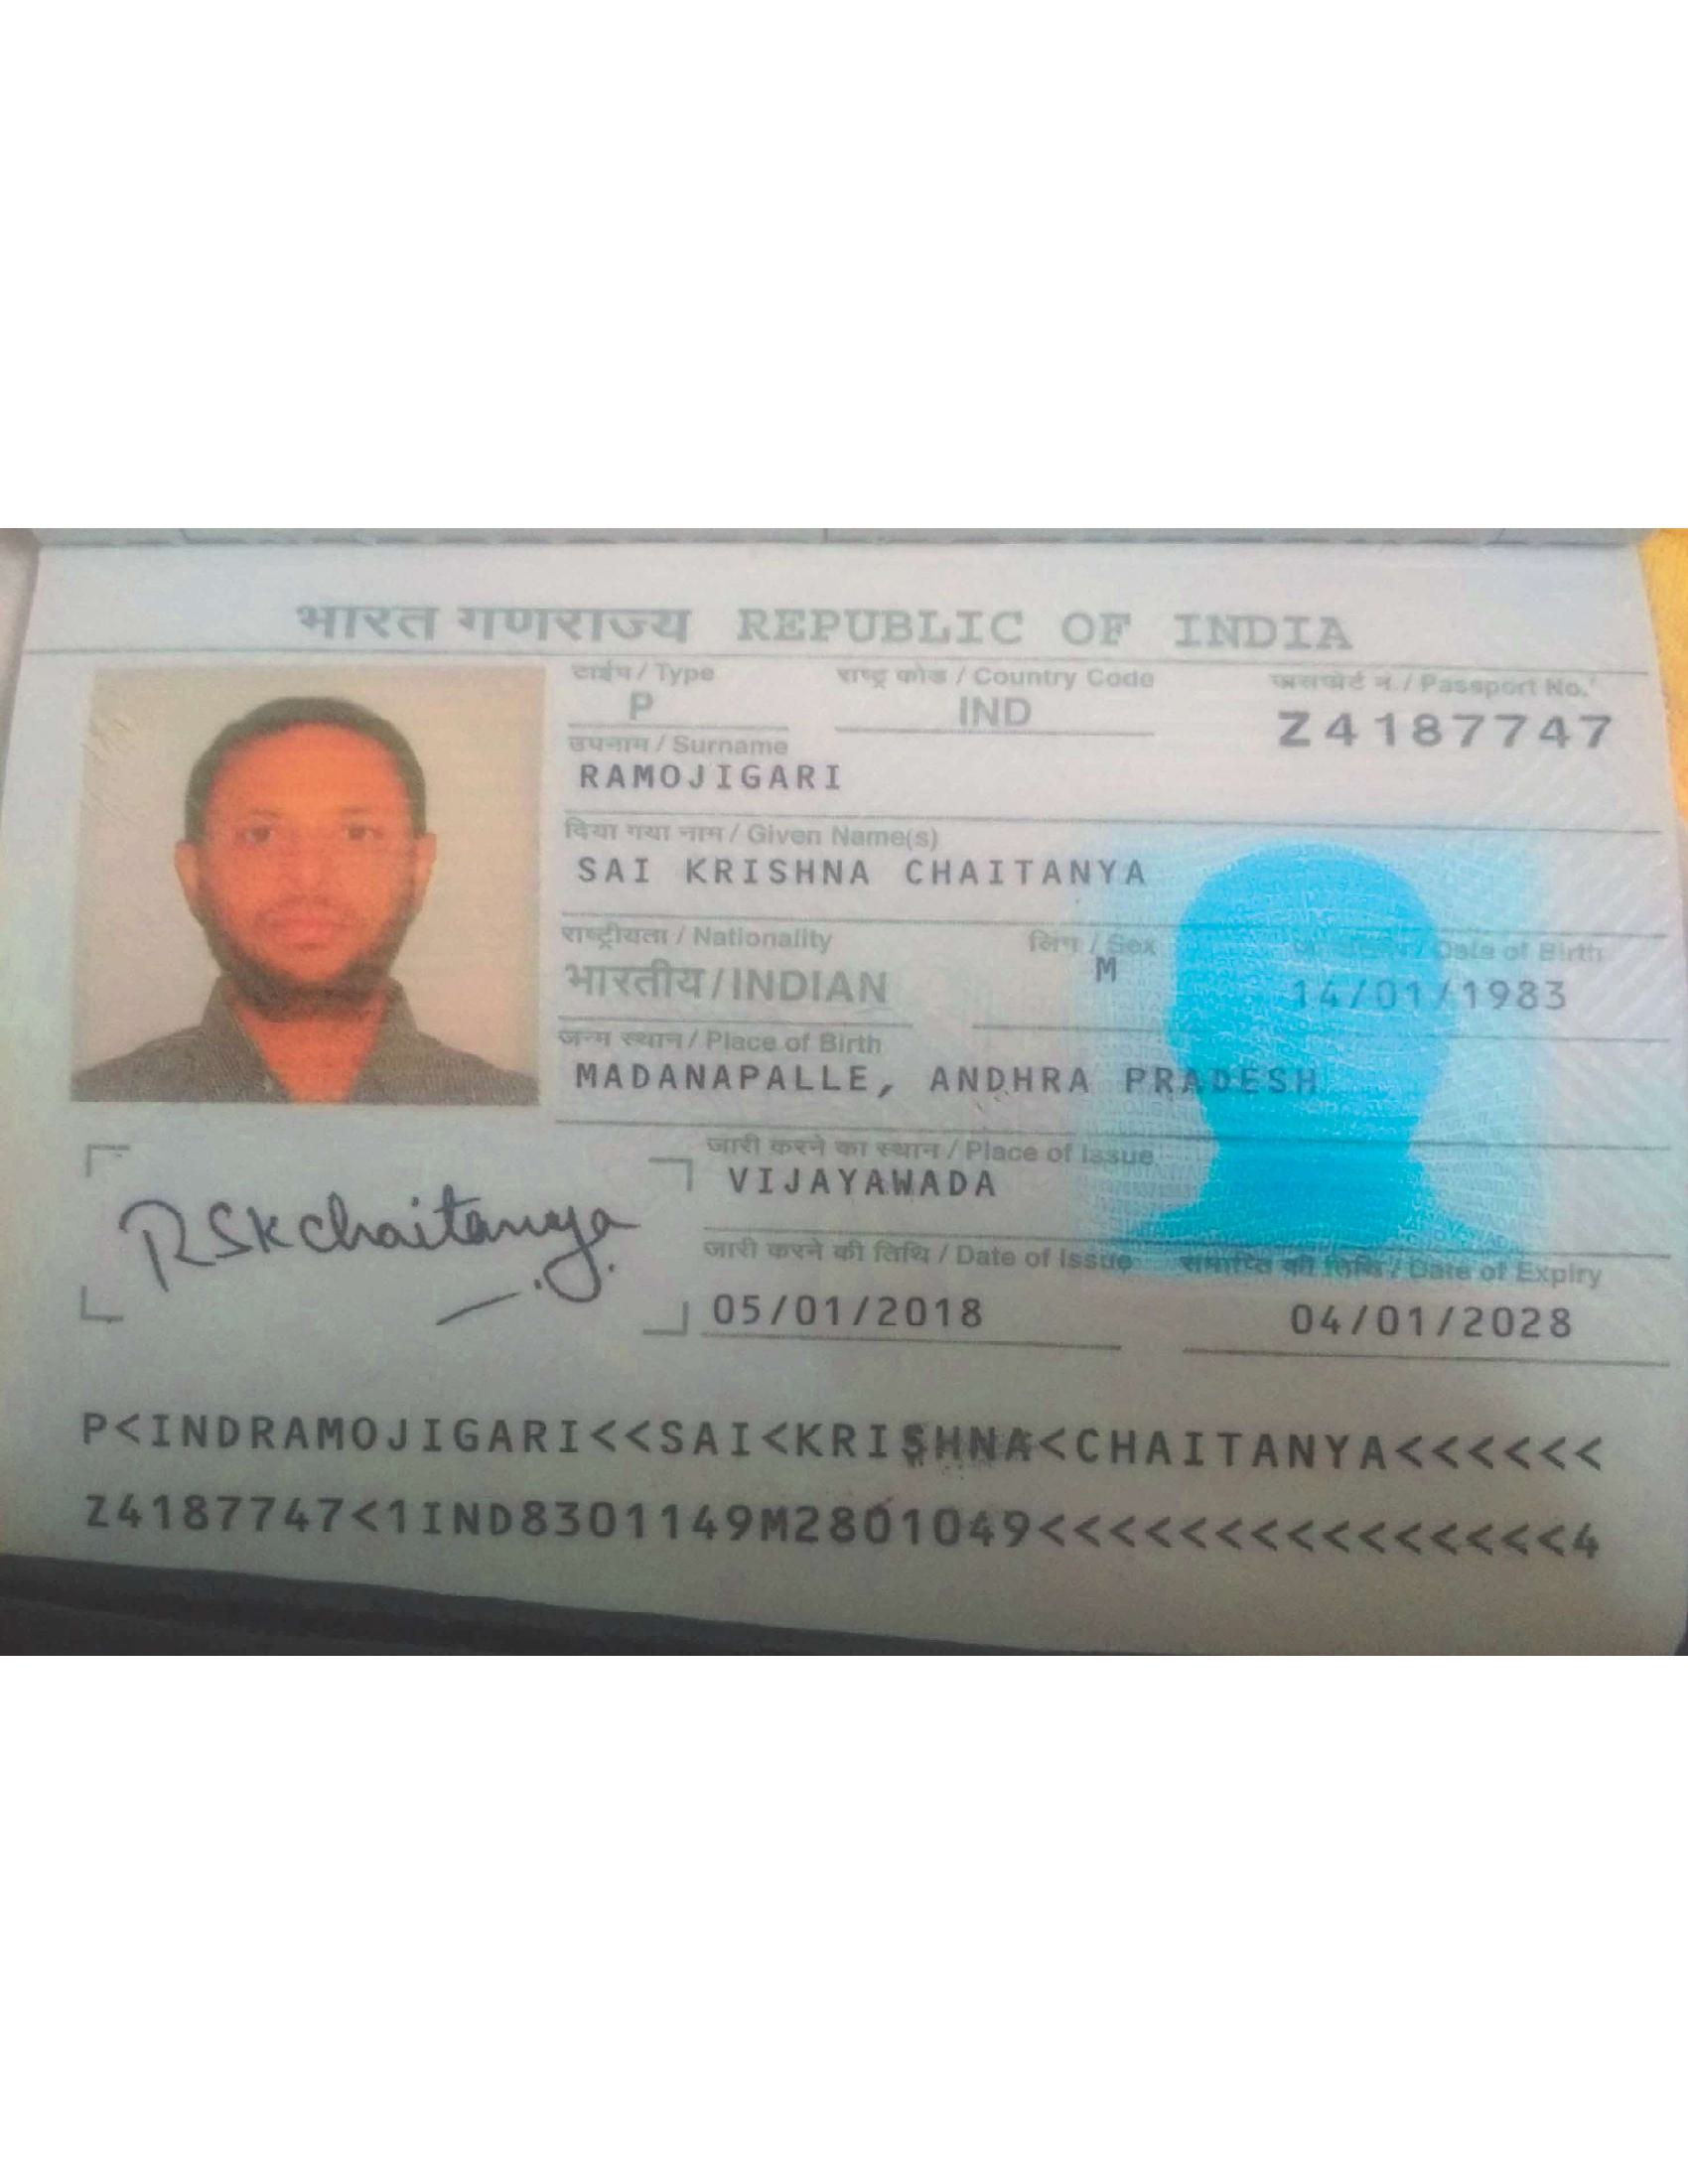 भारत गणराज्य REPUBLIC OF INDIA
टाईप / Type
राष्ट्र कोड / Country Code
पासपोर्ट नं. / Passport No.
P
IND
Z4187747
उपनाम / Surname
RAMOJIGARI
दिया गया नाम / Given Name(s)
SAI KRISHNA CHAITANYA
राष्ट्रीयता / Nationality
लिंग / Sex
/ Date of Birth
भारतीय / INDIAN
M
14/01/1983
जन्म स्थान / Place of Birth
MADANAPALLE, ANDHRA PRADESH
जारी करने का स्थान / Place of Issue
VIJAYAWADA
RSKchaitanya
जारी करने की तिथि / Date of Issue
समाप्ति की तिथि / Date of Expiry
05/01/2018
04/01/2028
P<INDRAMOJIGARI<<SAI<KRISHNA<CHAITANYA<<<<<<
Z4187747<1IND8301149M2801049<<<<<<<<<<<<<<<4